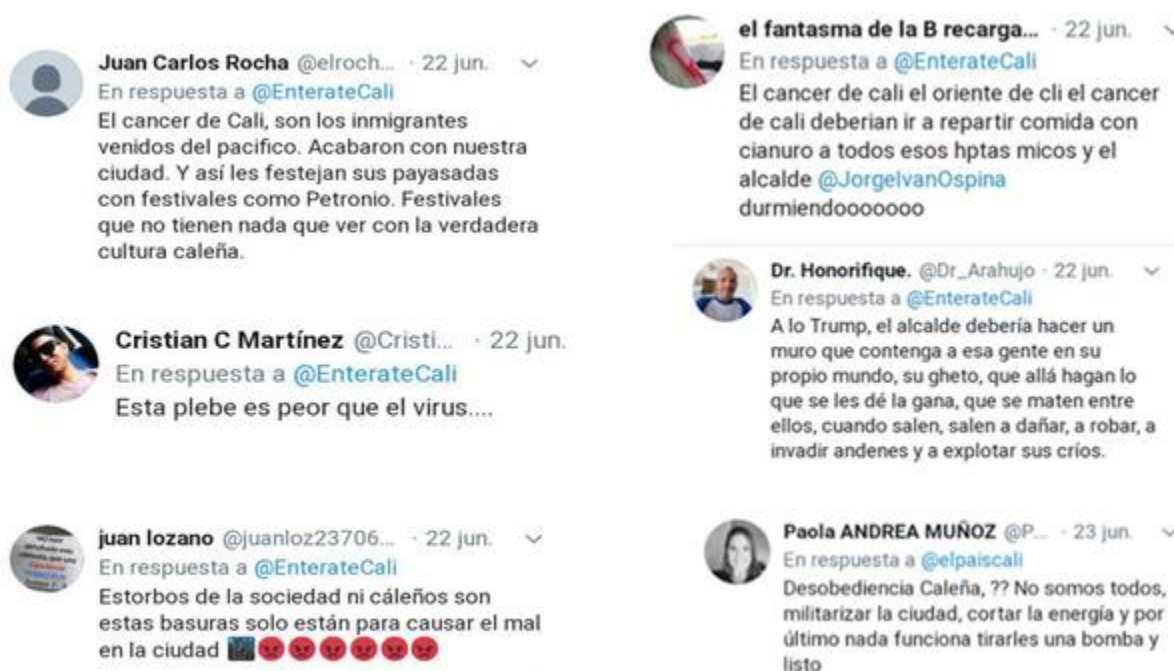 Juan Carlos Rocha @elroch... · 22 jun.
En respuesta a @EnterateCali
El cancer de Cali, son los inmigrantes
venidos del pacifico. Acabaron con nuestra
ciudad. Y así les festejan sus payasadas
con festivales como Petronio. Festivales
que no tienen nada que ver con la verdadera
cultura caleña.
Cristian C Martínez @Cristi... · 22 jun.
En respuesta a @EnterateCali
Esta plebe es peor que el virus....
juan lozano @juanloz23706... · 22 jun.
En respuesta a @EnterateCali
Estorbos de la sociedad ni cáleños son
estas basuras solo están para causar el mal
en la ciudad
el fantasma de la B recarga... · 22 jun.
En respuesta a @EnterateCali
El cancer de cali el oriente de cli el cancer
de cali deberian ir a repartir comida con
cianuro a todos esos hptas micos y el
alcalde @JorgeIvanOspina
durmiendooooooo
Dr. Honorifique. @Dr_Arahujo · 22 jun.
En respuesta a @EnterateCali
A lo Trump, el alcalde debería hacer un
muro que contenga a esa gente en su
propio mundo, su gheto, que allá hagan lo
que se les dé la gana, que se maten entre
ellos, cuando salen, salen a dañar, a robar, a
invadir andenes y a explotar sus críos.
Paola ANDREA MUÑOZ @P... · 23 jun.
En respuesta a @elpaiscali
Desobediencia Caleña, ?? No somos todos,
militarizar la ciudad, cortar la energía y por
último nada funciona tirarles una bomba y
listo